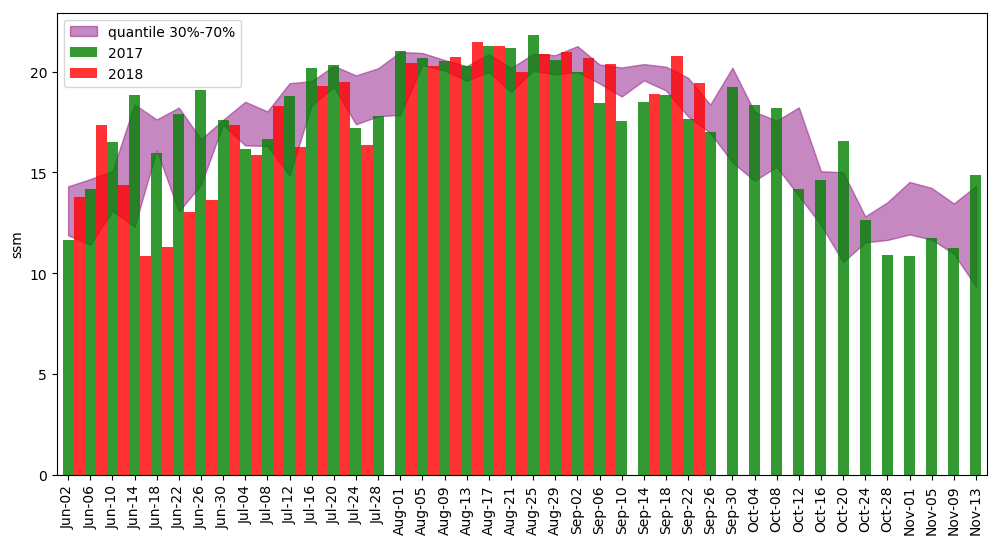 quantile 30%-70%
2017
2018
ssm
20
15
10
5
0
Jun-02
Jun-06
Jun-10
Jun-14
Jun-18
Jun-22
Jun-26
Jun-30
Jul-04
Jul-08
Jul-12
Jul-16
Jul-20
Jul-24
Jul-28
Aug-01
Aug-05
Aug-09
Aug-13
Aug-17
Aug-21
Aug-25
Aug-29
Sep-02
Sep-06
Sep-10
Sep-14
Sep-18
Sep-22
Sep-26
Sep-30
Oct-04
Oct-08
Oct-12
Oct-16
Oct-20
Oct-24
Oct-28
Nov-01
Nov-05
Nov-09
Nov-13